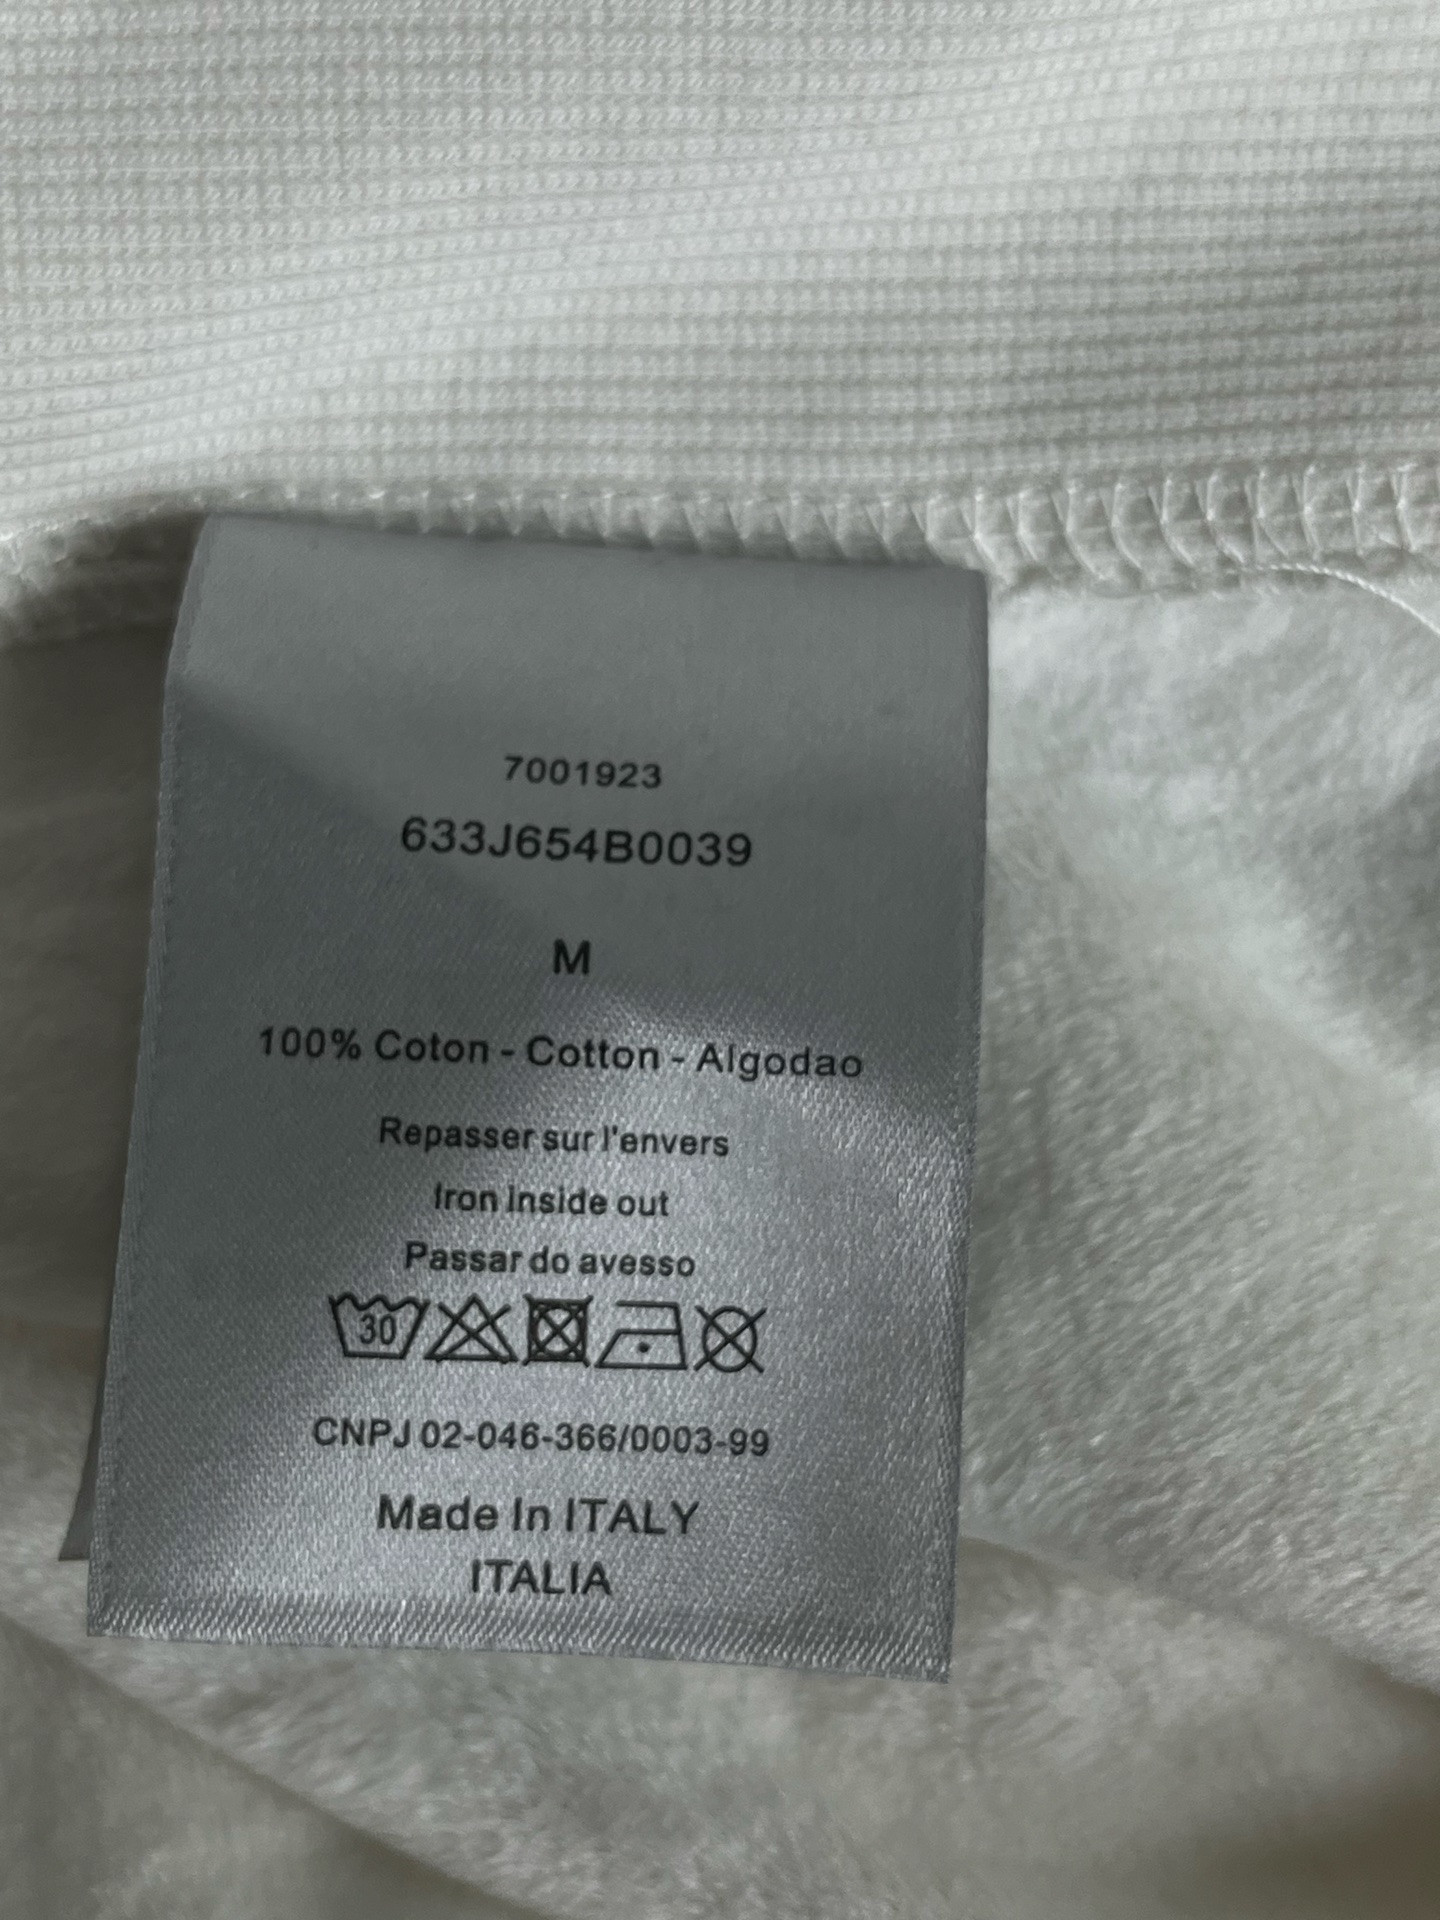 7001923
633J654B0039
M
100% Coton - Cotton - Algodao
Repasser sur l'envers
Iron inside out
Passar do avesso
30
CNPJ 02-046-366/0003-99
Made In ITALY
ITALIA